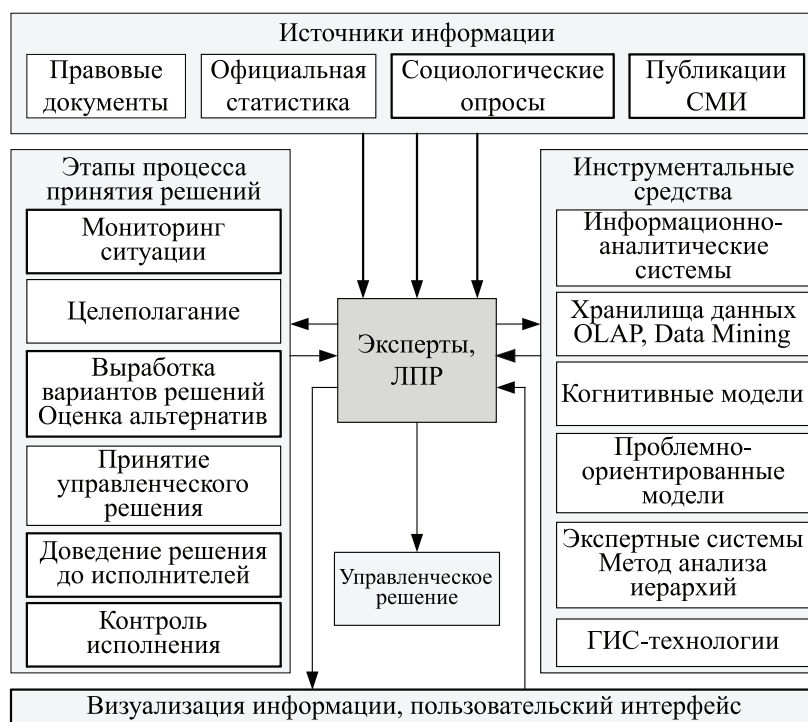 Источники информации
Правовые
документы
Официальная
статистика
Социологические
опросы
Публикации
СМИ
Этапы процесса
принятия решений
Мониторинг
ситуации
Целеполагание
Выработка
вариантов решений
Оценка альтернатив
Принятие
управленческого
решения
Доведение решения
до исполнителей
Контроль
исполнения
Эксперты,
ЛПР
Управленческое
решение
Инструментальные
средства
Информационно-
аналитические
системы
Хранилища данных
OLAP, Data Mining
Когнитивные модели
Проблемно-
ориентированные
модели
Экспертные системы
Метод анализа
иерархий
ГИС-технологии
Визуализация информации, пользовательский интерфейс